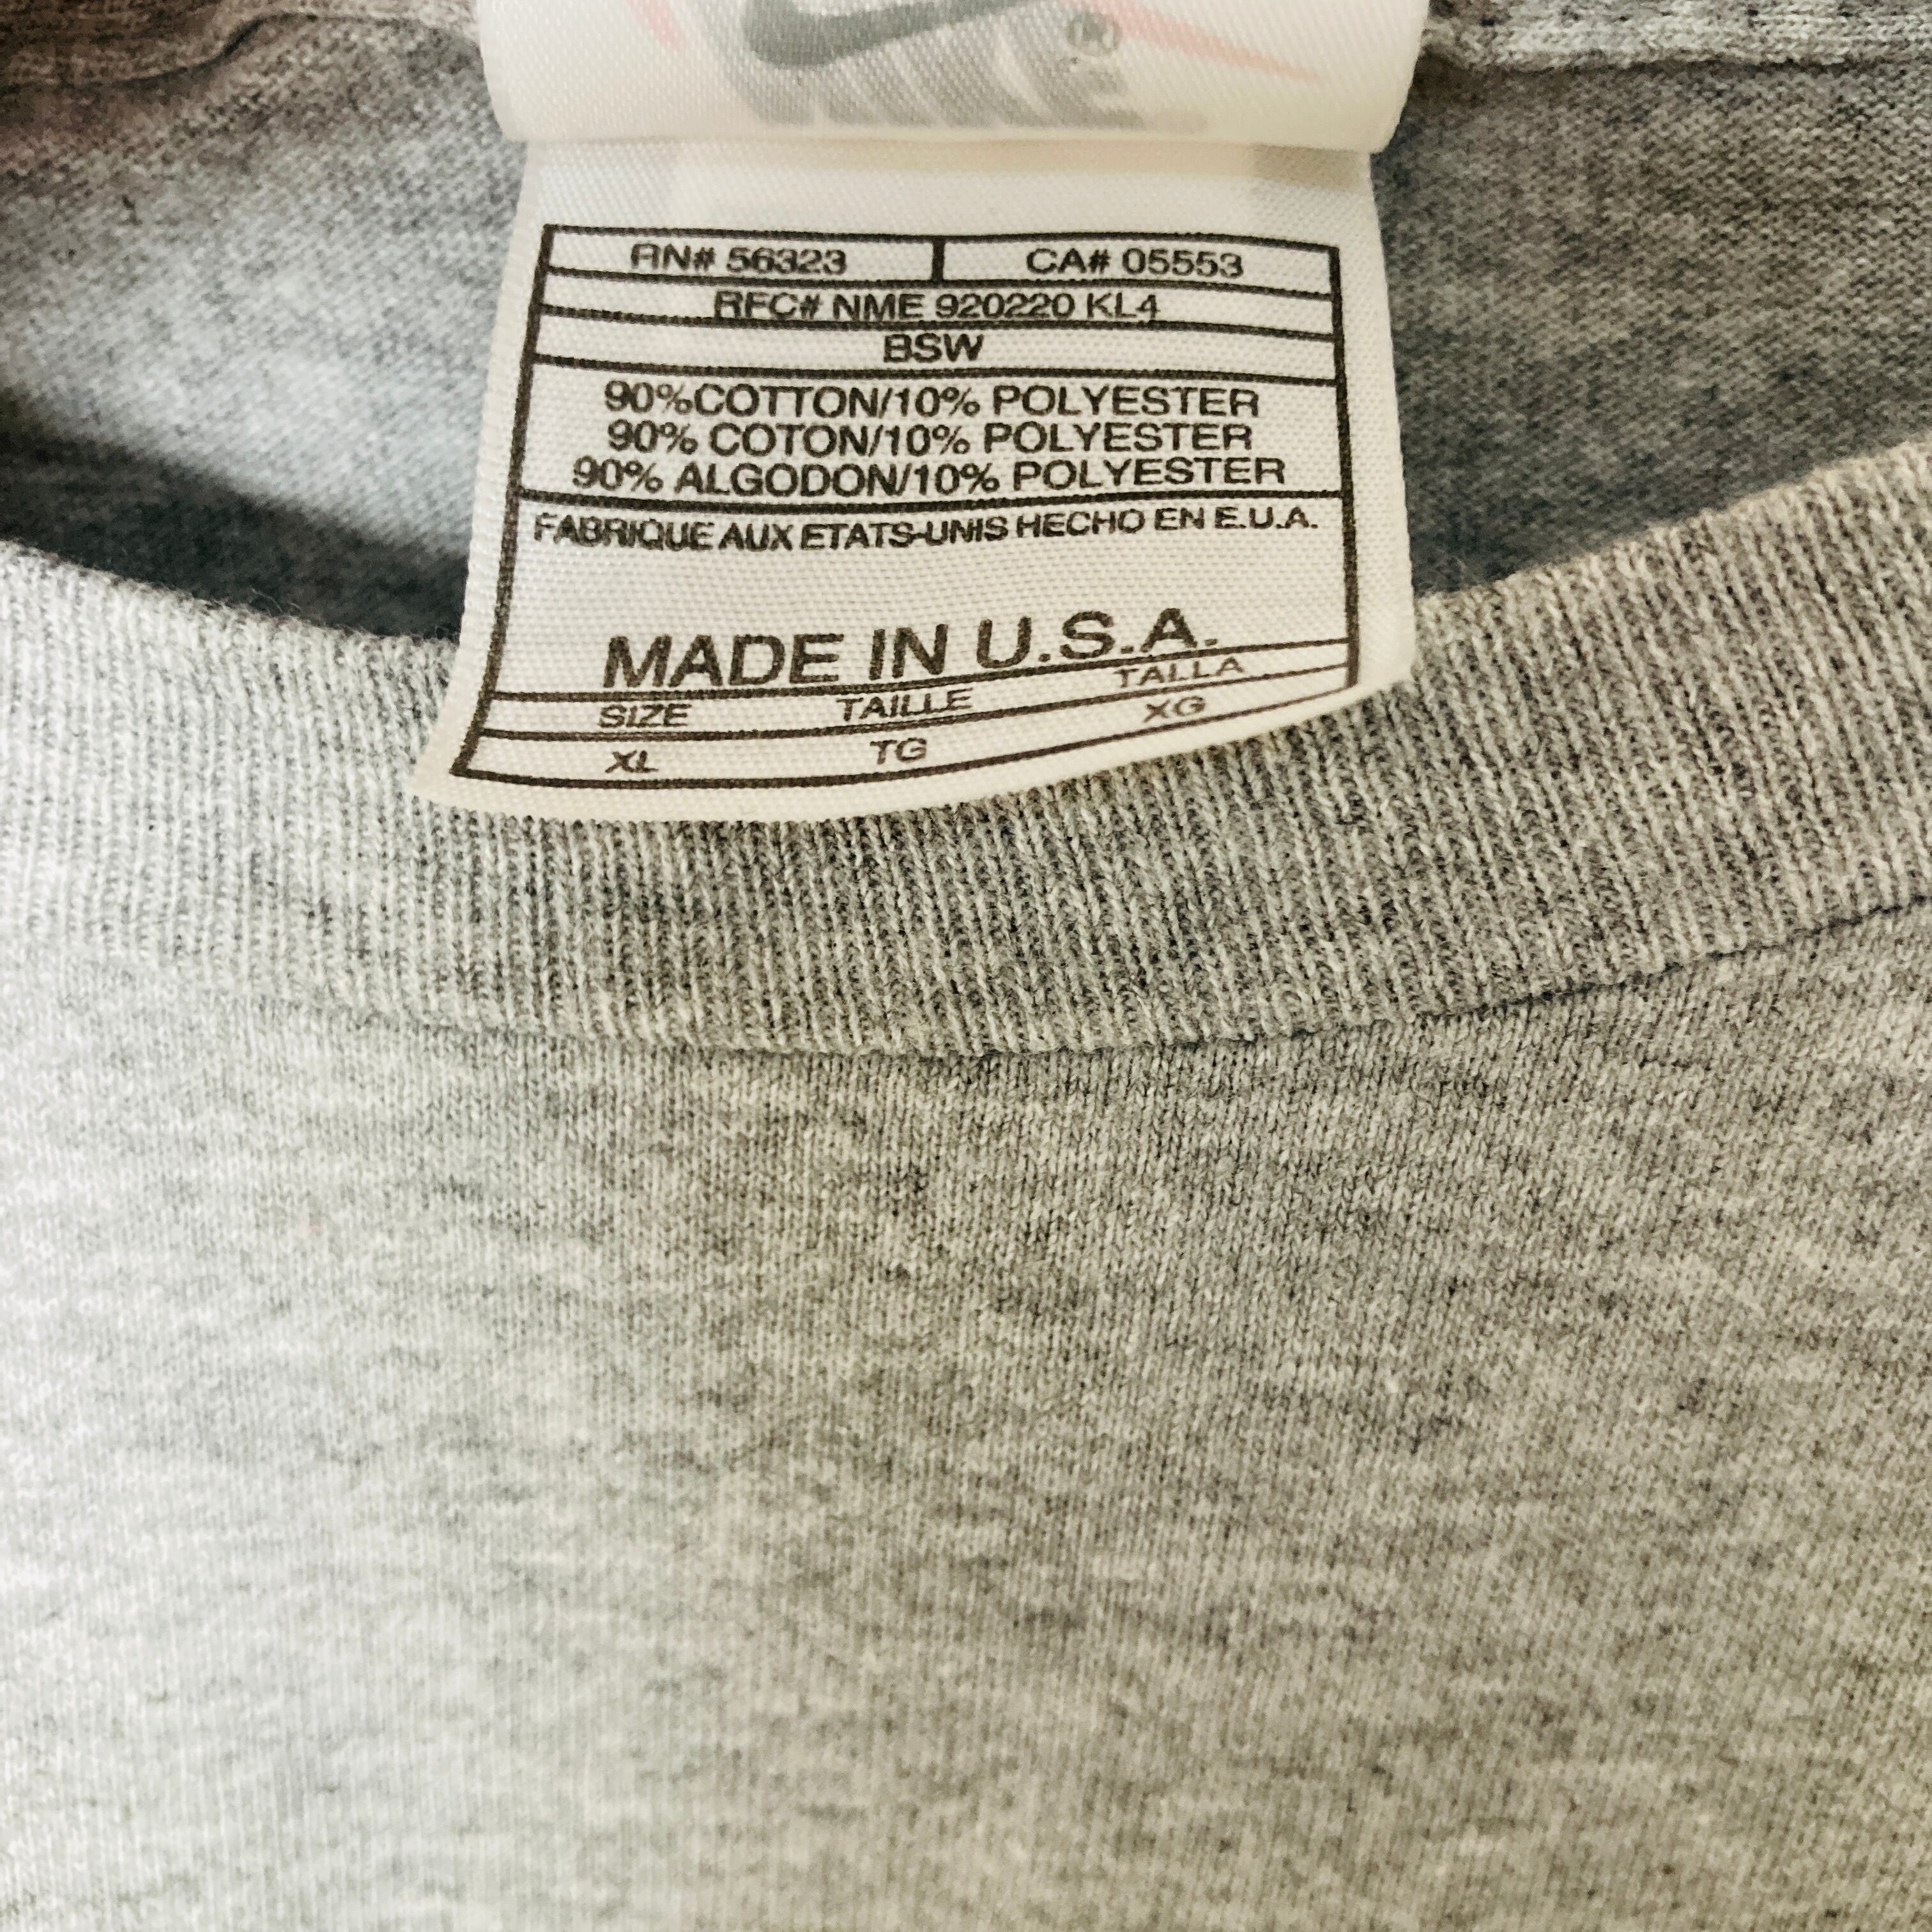 RN# 56323 CA# 05553
RFC# NME 920220 KL4
BSW
90%COTTON/10% POLYESTER
90% COTON/10% POLYESTER
90% ALGODON/10% POLYESTER
FABRIQUE AUX ETATS-UNIS HECHO EN E.U.A.
MADE IN U.S.A.
SIZE TAILLE TALLA
XL TG XG